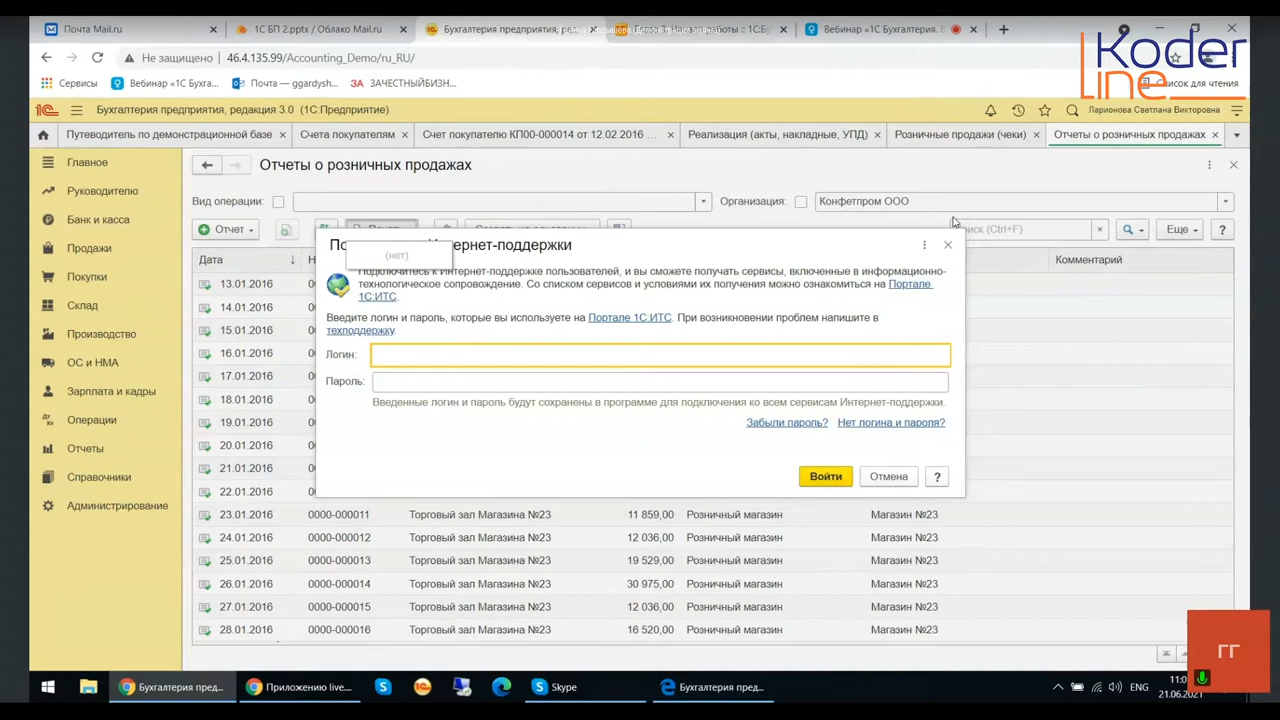 Почта Mail.ru
1С БП 2.pptx / Облако Mail.ru
Бухгалтерия предприятия,
Вебинар «1С Бухгалтерия. Б
Не защищено
46.4.135.99/Accounting_Demo/ru_RU/
Koder
line
Сервисы
Вебинар «1С Бухга...
Почта — ggardysh...
ЗАЧЕСТНЫЙБИЗН...
Список для чтения
Бухгалтерия предприятия, редакция 3.0 (1С:Предприятие)
Ларионова Светлана Викторовна
Путеводитель по демонстрационной базе
Счета покупателям
Счет покупателю КП00-000014 от 12.02.2016 ...
Реализация (акты, накладные, УПД)
Розничные продажи (чеки)
Отчеты о розничных продажах
Главное
Руководителю
Банк и касса
Продажи
Покупки
Склад
Производство
ОС и НМА
Зарплата и кадры
Операции
Отчеты
Справочники
Администрирование
Отчеты о розничных продажах
Вид операции:
Организация:
Конфетпром ООО
Отчет
(Ctrl+F)
Еще
?
Дата
Комментарий
13.01.2016
14.01.2016
15.01.2016
16.01.2016
17.01.2016
18.01.2016
19.01.2016
20.01.2016
21.01.2016
22.01.2016
Интернет-поддержки
(нет)
Подключитесь к Интернет-поддержке пользователей, и вы сможете получать сервисы, включенные в информационно-
технологическое сопровождение. Со списком сервисов и условиями их получения можно ознакомиться на Портале
1С:ИТС.
Введите логин и пароль, которые вы используете на Портале 1С:ИТС. При возникновении проблем напишите в
техподдержку.
Логин:
Пароль:
Введенные логин и пароль будут сохранены в программе для подключения ко всем сервисам Интернет-поддержки.
Забыли пароль?
Нет логина и пароля?
Войти
Отмена
?
23.01.2016 0000-000011 Торговый зал Магазина №23 11 859,00 Розничный магазин Магазин №23
24.01.2016 0000-000012 Торговый зал Магазина №23 12 036,00 Розничный магазин Магазин №23
25.01.2016 0000-000013 Торговый зал Магазина №23 19 529,00 Розничный магазин Магазин №23
26.01.2016 0000-000014 Торговый зал Магазина №23 30 975,00 Розничный магазин Магазин №23
27.01.2016 0000-000015 Торговый зал Магазина №23 12 036,00 Розничный магазин Магазин №23
28.01.2016 0000-000016 Торговый зал Магазина №23 16 520,00 Розничный магазин Магазин №23
ГГ
Бухгалтерия пред...
Приложению live....
Skype
Бухгалтерия пред...
ENG